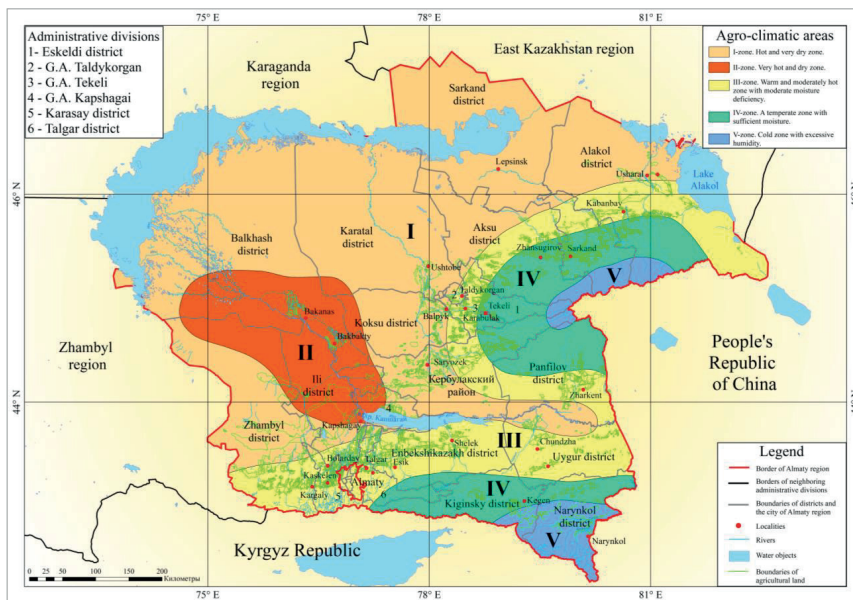 75°E
78°E
81°E
Administrative divisions
1- Eskeldi district
2 - G.A. Taldykorgan
3 - G.A. Tekeli
4 - G.A. Kapshagai
5 - Karasay district
6 - Talgar district
Karaganda
region
East Kazakhstan region
Agro-climatic areas
I-zone. Hot and very dry zone.
II-zone. Very hot and dry zone.
III-zone. Warm and moderately hot
zone with moderate moisture
deficiency.
IV-zone. A temperate zone with
sufficient moisture.
V-zone. Cold zone with excessive
humidity.
Sarkand
district
Lepsinsk
Alakol
district
Usharal
Lake
Alakol
46°N
46°N
Kabanbay
Balkhash
district
Karatal
district
I
Aksu
district
Zhansugirov
Sarkand
Ushtobe
IV
V
2
Taldykorgan
Tekeli
3
1
Balpyk
Karabulak
Bakanas
Koksu district
Bakbakty
II
Saryozek
Panfilov
district
Кербулакский
район
People's
Republic
of China
Zhambyl
region
Ili
district
Zharkent
44°N
44°N
4
Kapshagay
Zhambyl
district
III
Shelek
Chundzha
Boralday
Talgar
Enbekshikazakh district
Esik
Uygur district
Kaskelen
Almaty
Kargaly
5
6
IV
Kegen
Kiginsky district
Narynkol
district
V
Narynkol
Kyrgyz Republic
Legend
Border of Almaty region
Borders of neighboring
administrative divisions
Boundaries of districts and
the city of Almaty region
Localities
Rivers
Water objects
Boundaries of
agricultural land
0 25 50 100 150 200
Километры
75°E
78°E
81°E